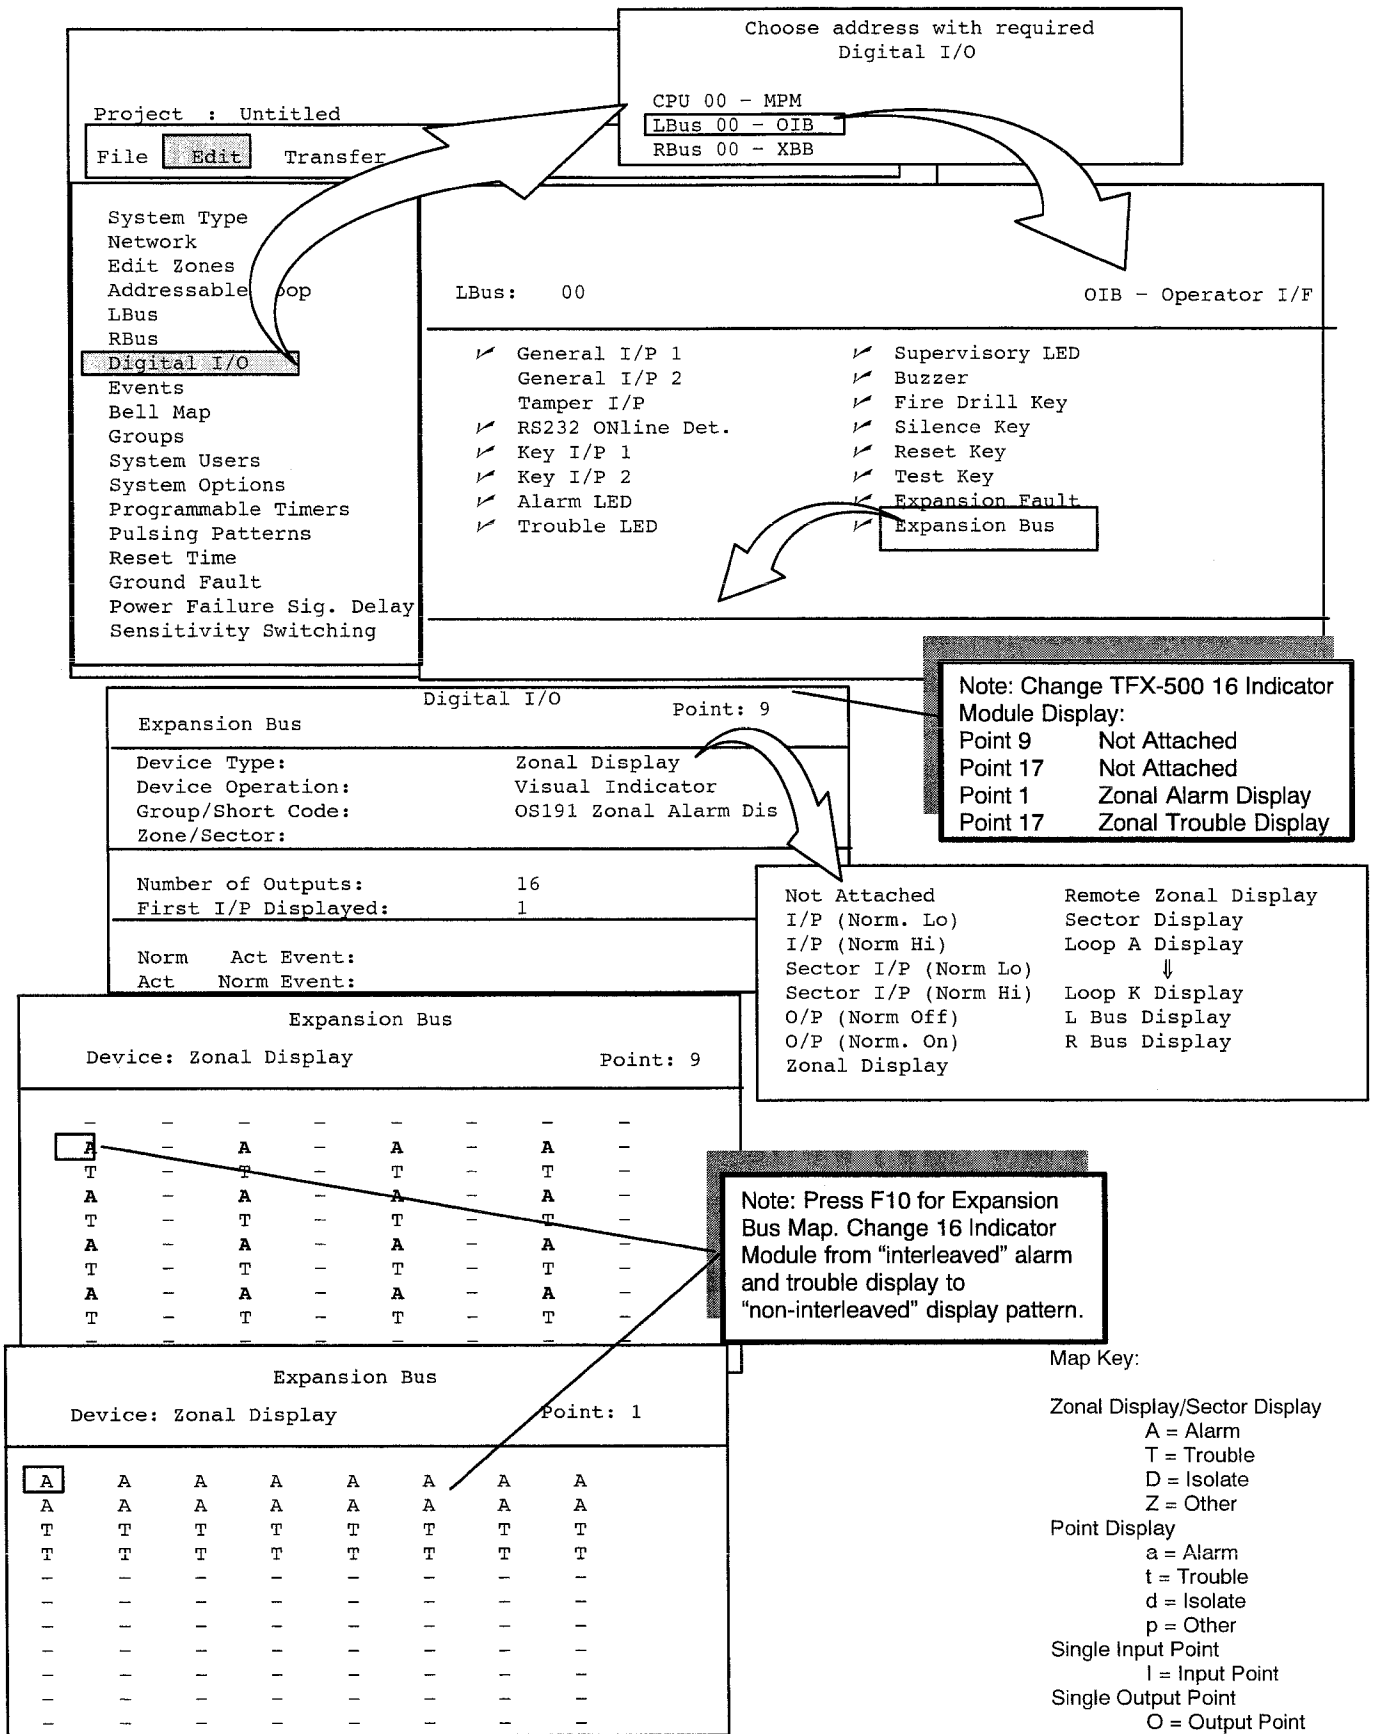 Choose address with required
Digital I/O
CPU 00 - MPM
LBus 00 - OIB
RBus 00 - XBB
Project : Untitled
File Edit Transfer
System Type
Network
Edit Zones
Addressable oop
LBus
RBus
Digital I/O
Events
Bell Map
Groups
System Users
System Options
Programmable Timers
Pulsing Patterns
Reset Time
Ground Fault
Power Failure Sig. Delay
Sensitivity Switching
LBus: 00 OIB - Operator I/F
General I/P 1
General I/P 2
Tamper I/P
RS232 ONline Det.
Key I/P 1
Key I/P 2
Alarm LED
Trouble LED
Supervisory LED
Buzzer
Fire Drill Key
Silence Key
Reset Key
Test Key
Expansion Fault
Expansion Bus
Note: Change TFX-500 16 Indicator
Module Display:
Point 9 Not Attached
Point 17 Not Attached
Point 1 Zonal Alarm Display
Point 17 Zonal Trouble Display
Digital I/O
Expansion Bus Point: 9
Device Type: Zonal Display
Device Operation: Visual Indicator
Group/Short Code: OS191 Zonal Alarm Dis
Zone/Sector:
Number of Outputs: 16
First I/P Displayed: 1
Norm Act Event:
Act Norm Event:
Not Attached
I/P (Norm. Lo)
I/P (Norm Hi)
Sector I/P (Norm Lo)
Sector I/P (Norm Hi)
O/P (Norm Off)
O/P (Norm. On)
Zonal Display
Remote Zonal Display
Sector Display
Loop A Display
⇓
Loop K Display
L Bus Display
R Bus Display
Expansion Bus
Device: Zonal Display Point: 9
- - - - - - - -
A - A - A - A -
T - T - T - T -
A - A - A - A -
T - T - T - T -
A - A - A - A -
T - T - T - T -
A - A - A - A -
T - T - T - T -
- - - - - - - -
Note: Press F10 for Expansion
Bus Map. Change 16 Indicator
Module from “interleaved” alarm
and trouble display to
“non-interleaved” display pattern.
Expansion Bus
Device: Zonal Display Point: 1
A A A A A A A A
A A A A A A A A
T T T T T T T T
T T T T T T T T
- - - - - - - -
- - - - - - - -
- - - - - - - -
- - - - - - - -
- - - - - - - -
- - - - - - - -
- - - - - - - -
Map Key:
Zonal Display/Sector Display
A = Alarm
T = Trouble
D = Isolate
Z = Other
Point Display
a = Alarm
t = Trouble
d = Isolate
p = Other
Single Input Point
I = Input Point
Single Output Point
O = Output Point